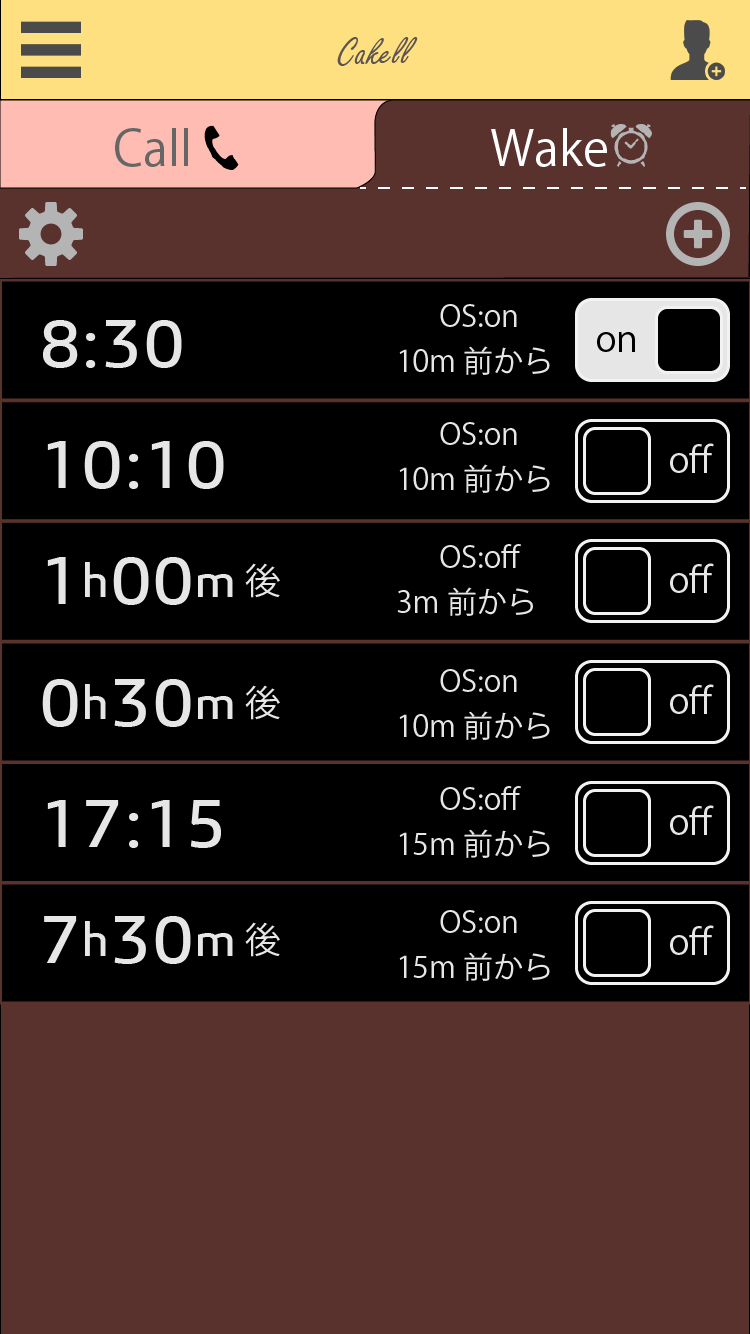 Cakell
Call
Wake
8:30
OS:on
10m 前から
on
10:10
OS:on
10m 前から
off
1h00m 後
OS:off
3m 前から
off
0h30m 後
OS:on
10m 前から
off
17:15
OS:off
15m 前から
off
7h30m 後
OS:on
15m 前から
off